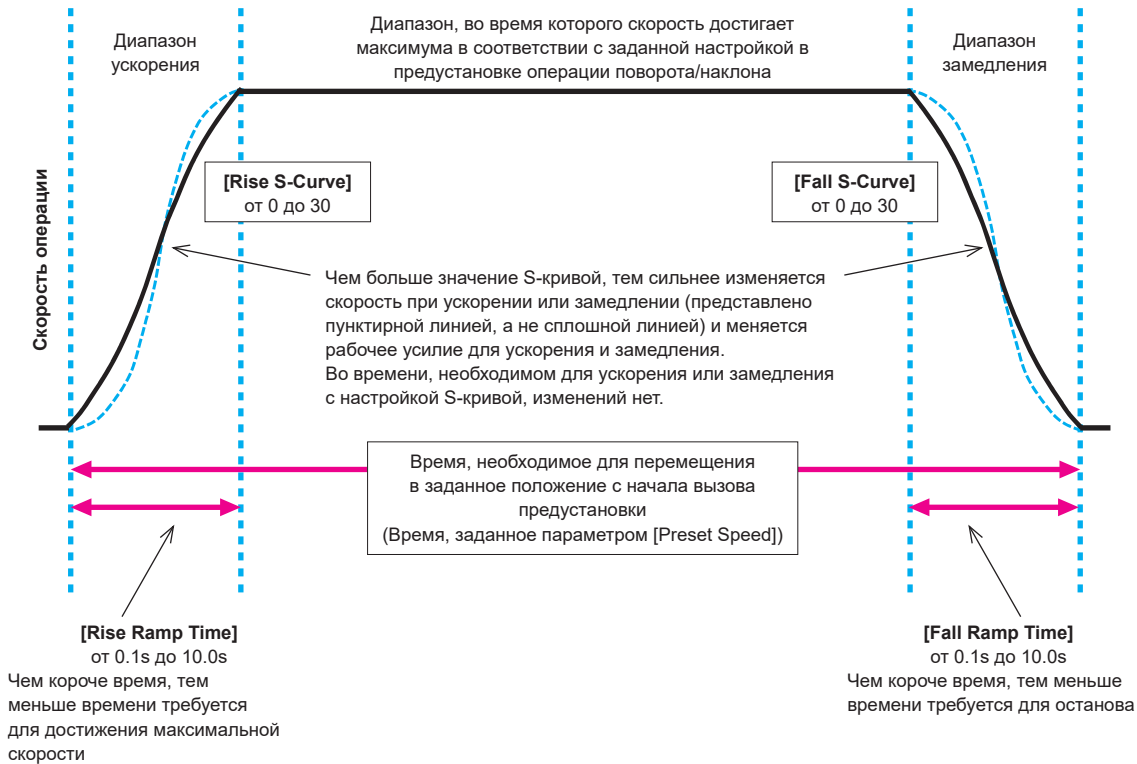 Диапазон
ускорения
Диапазон, во время которого скорость достигает
максимума в соответствии с заданной настройкой в
предустановке операции поворота/наклона
Диапазон
замедления
Скорость операции
[Rise S-Curve]
от 0 до 30
[Fall S-Curve]
от 0 до 30
Чем больше значение S-кривой, тем сильнее изменяется
скорость при ускорении или замедлении (представлено
пунктирной линией, а не сплошной линией) и меняется
рабочее усилие для ускорения и замедления.
Во времени, необходимом для ускорения или замедления
с настройкой S-кривой, изменений нет.
Время, необходимое для перемещения
в заданное положение с начала вызова
предустановки
(Время, заданное параметром [Preset Speed])
[Rise Ramp Time]
от 0.1s до 10.0s
Чем короче время, тем
меньше времени требуется
для достижения максимальной
скорости
[Fall Ramp Time]
от 0.1s до 10.0s
Чем короче время, тем меньше
времени требуется для останова